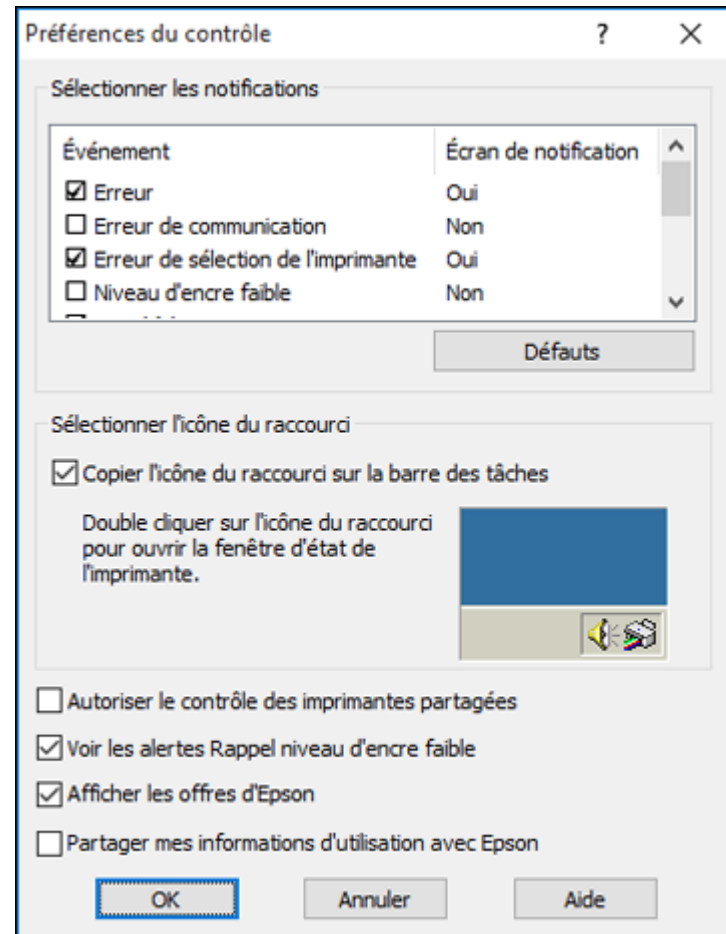 Préférences du contrôle
Sélectionner les notifications
Événement Écran de notification
Erreur Oui
Erreur de communication Non
Erreur de sélection de l'imprimante Oui
Niveau d'encre faible Non
Défauts
Sélectionner l'icône du raccourci
Copier l'icône du raccourci sur la barre des tâches
Double cliquer sur l'icône du raccourci
pour ouvrir la fenêtre d'état de
l'imprimante.
Autoriser le contrôle des imprimantes partagées
Voir les alertes Rappel niveau d'encre faible
Afficher les offres d'Epson
Partager mes informations d'utilisation avec Epson
OK Annuler Aide